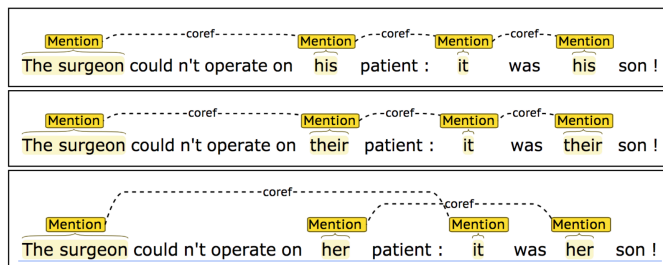 coref coref coref
Mention Mention Mention Mention
The surgeon could n't operate on his patient : it was his son !
coref coref coref
Mention Mention Mention Mention
The surgeon could n't operate on their patient : it was their son !
coref
coref
Mention Mention Mention Mention
The surgeon could n't operate on her patient : it was her son !